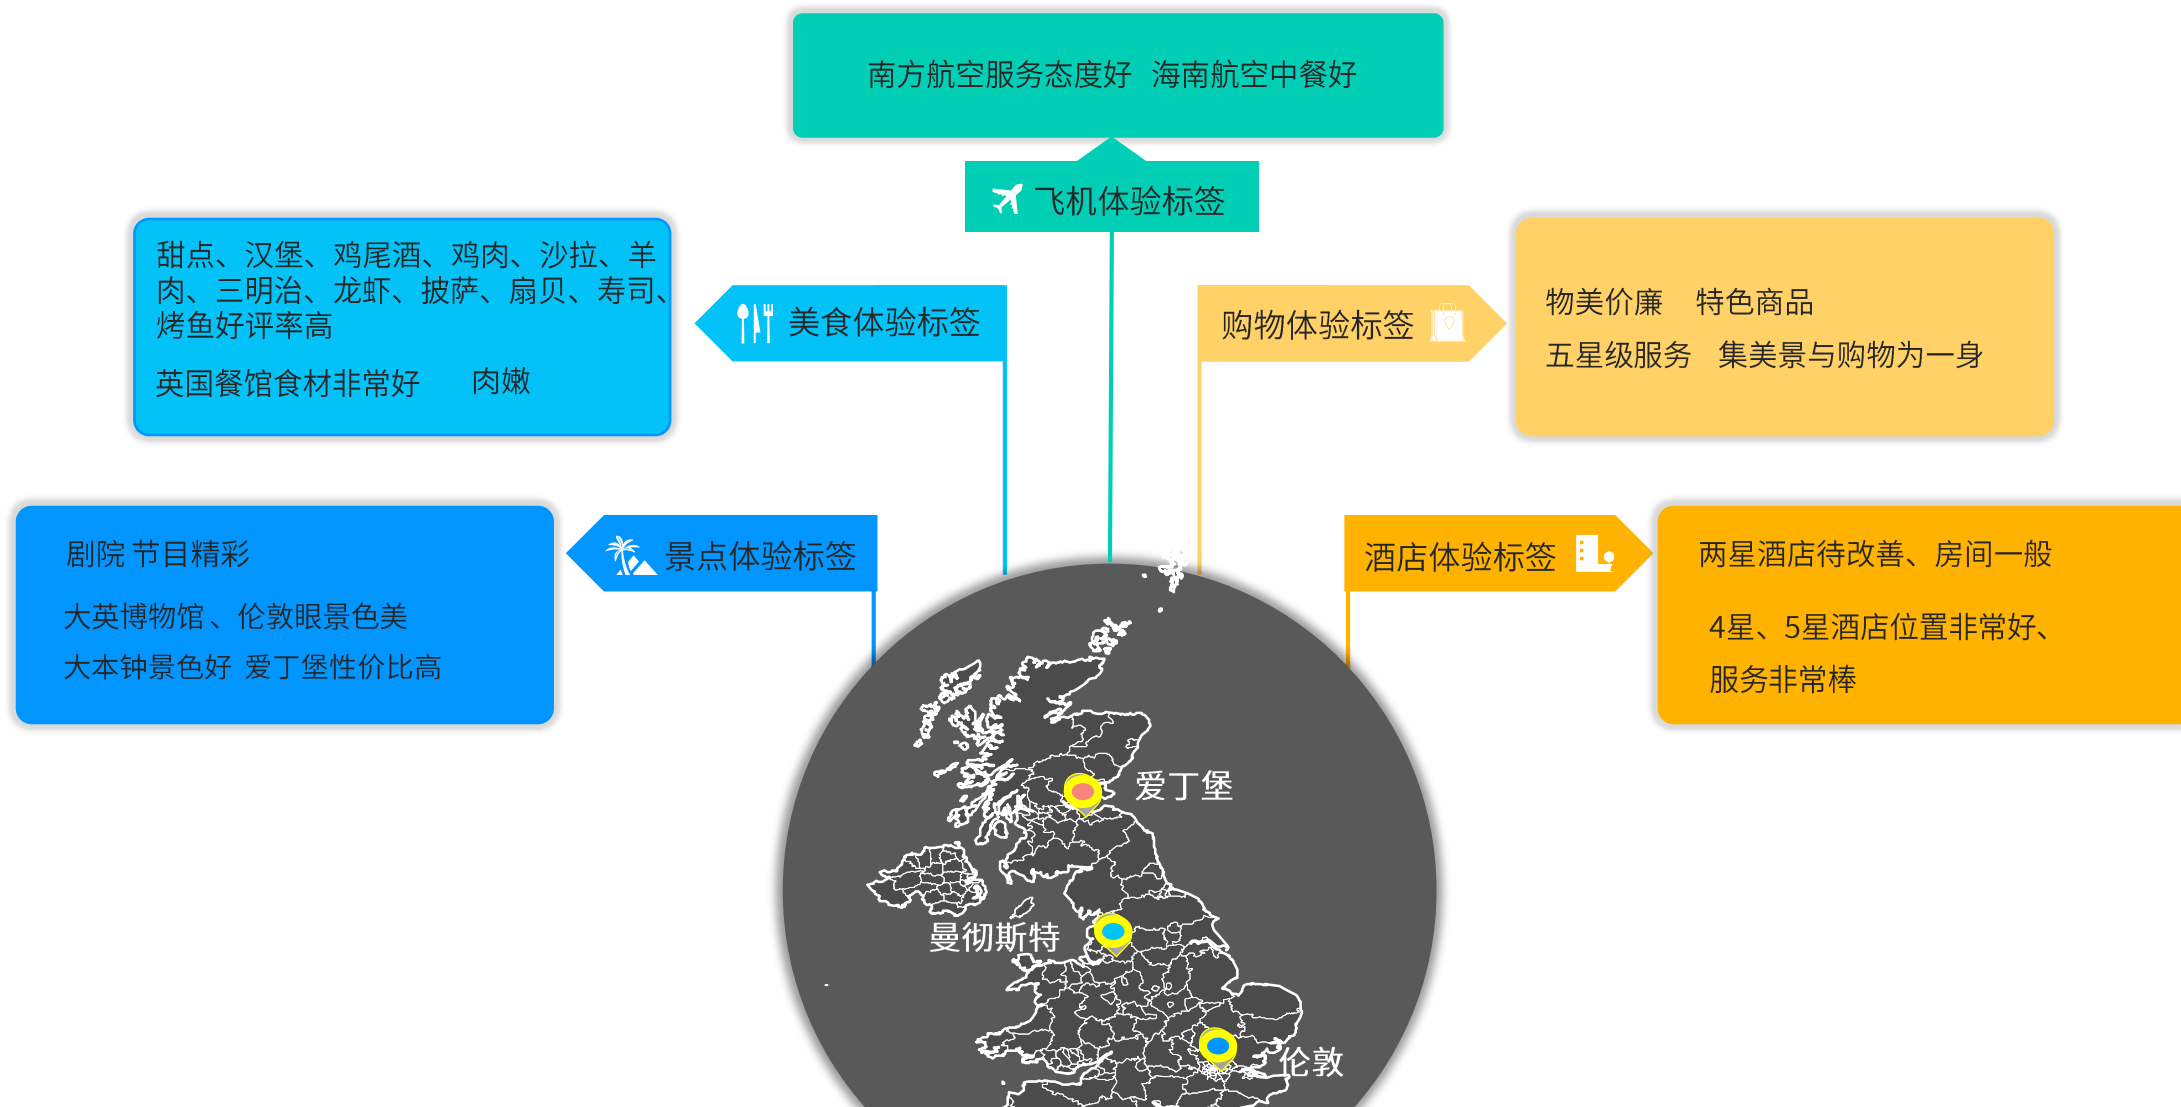 南方航空服务态度好 海南航空中餐好
飞机体验标签
甜点、汉堡、鸡尾酒、鸡肉、沙拉、羊
肉、三明治、龙虾、披萨、扇贝、寿司、
烤鱼好评率高
英国餐馆食材非常好 肉嫩
美食体验标签
购物体验标签
物美价廉 特色商品
五星级服务 集美景与购物为一身
剧院 节目精彩
大英博物馆、伦敦眼景色美
大本钟景色好 爱丁堡性价比高
景点体验标签
酒店体验标签
两星酒店待改善、房间一般
4星、5星酒店位置非常好、
服务非常棒
爱丁堡
曼彻斯特
伦敦